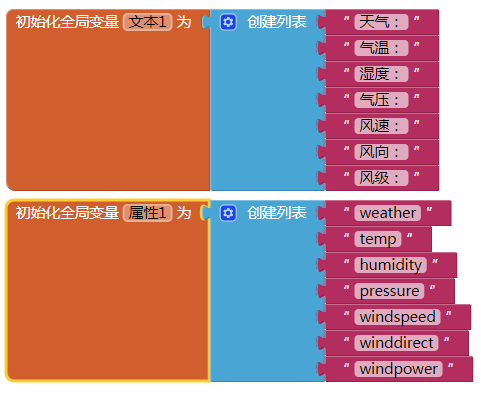 初始化全局变量 文本1 为 创建列表 " 天气： "
" 气温： "
" 湿度： "
" 气压： "
" 风速： "
" 风向： "
" 风级： "
初始化全局变量 属性1 为 创建列表 " weather "
" temp "
" humidity "
" pressure "
" windspeed "
" winddirect "
" windpower "